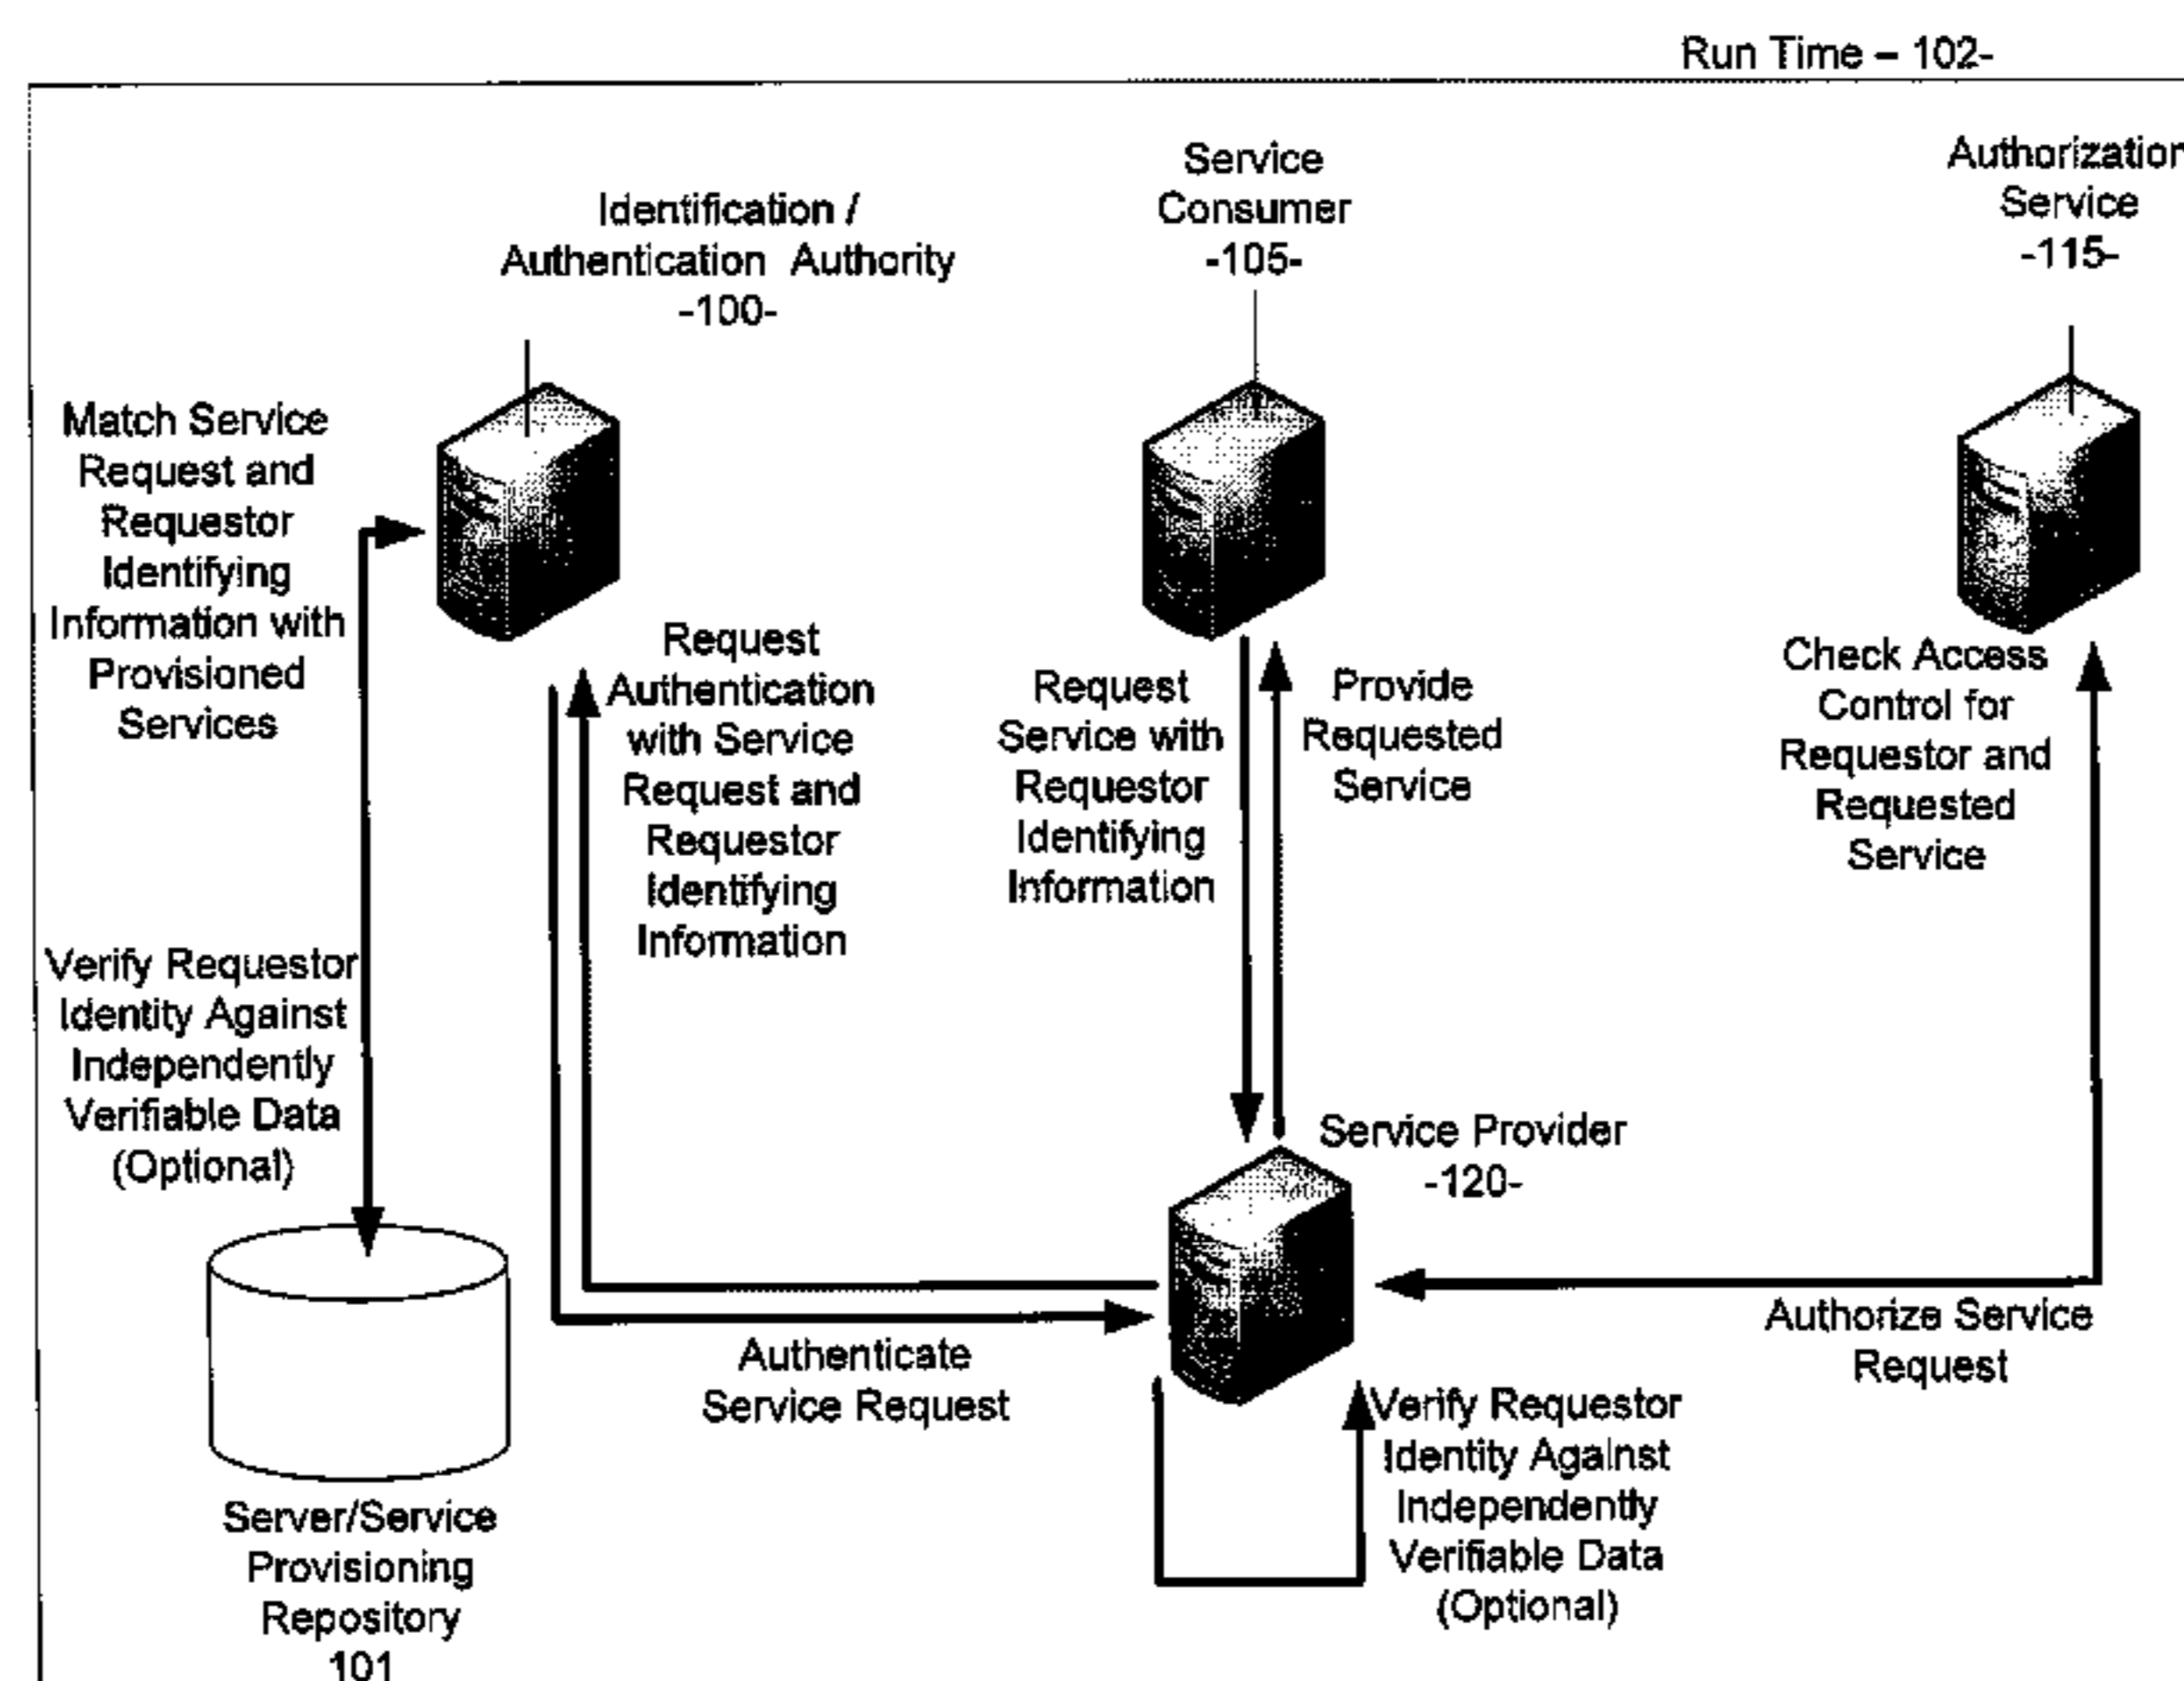 Run Time – 102-
Identification /
Authentication Authority
-100-
Service
Consumer
-105-
Authorization
Service
-115-
Match Service
Request and
Requestor
Identifying
Information with
Provisioned
Services
Request
Authentication
with Service
Request and
Requestor
Identifying
Information
Request
Service with
Requestor
Identifying
Information
Provide
Requested
Service
Check Access
Control for
Requestor and
Requested
Service
Verify Requestor
Identity Against
Independently
Verifiable Data
(Optional)
Service Provider
-120-
Authenticate
Service Request
Authorize Service
Request
Verify Requestor
Identity Against
Independently
Verifiable Data
(Optional)
Server/Service
Provisioning
Repository
101